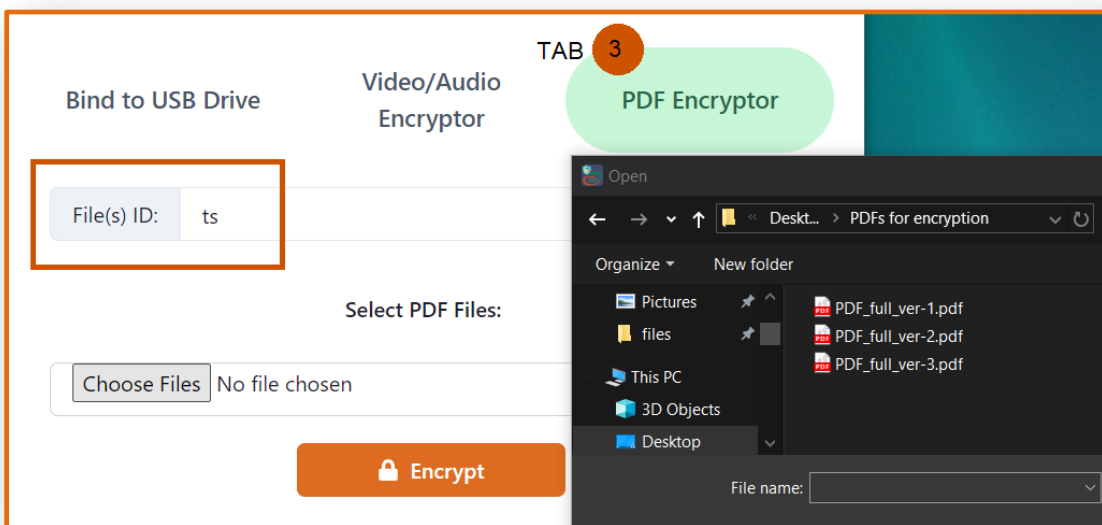 TAB 3
Bind to USB Drive
Video/Audio
Encryptor
PDF Encryptor
File(s) ID: ts
Select PDF Files:
Choose Files No file chosen
Encrypt
Open
Deskt... > PDFs for encryption
Organize New folder
Pictures
files
This PC
3D Objects
Desktop
PDF_full_ver-1.pdf
PDF_full_ver-2.pdf
PDF_full_ver-3.pdf
File name: